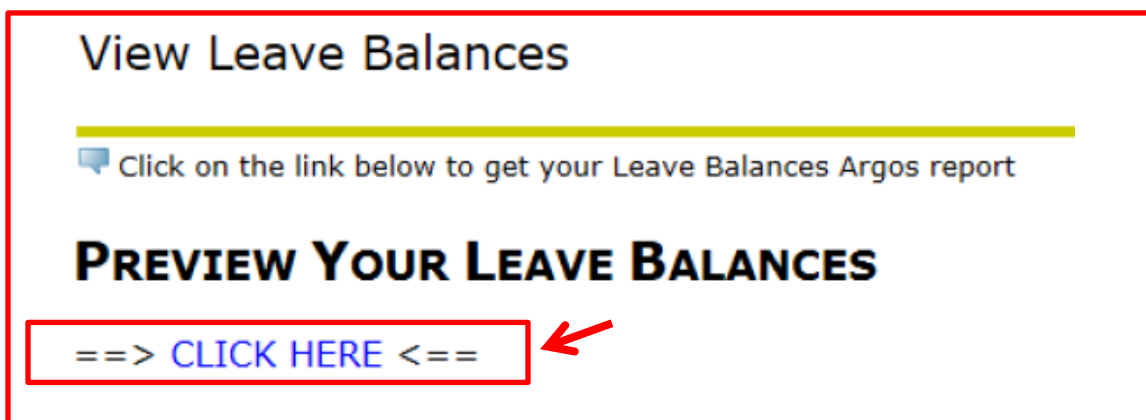 View Leave Balances
Click on the link below to get your Leave Balances Argos report
PREVIEW YOUR LEAVE BALANCES
==> CLICK HERE <==